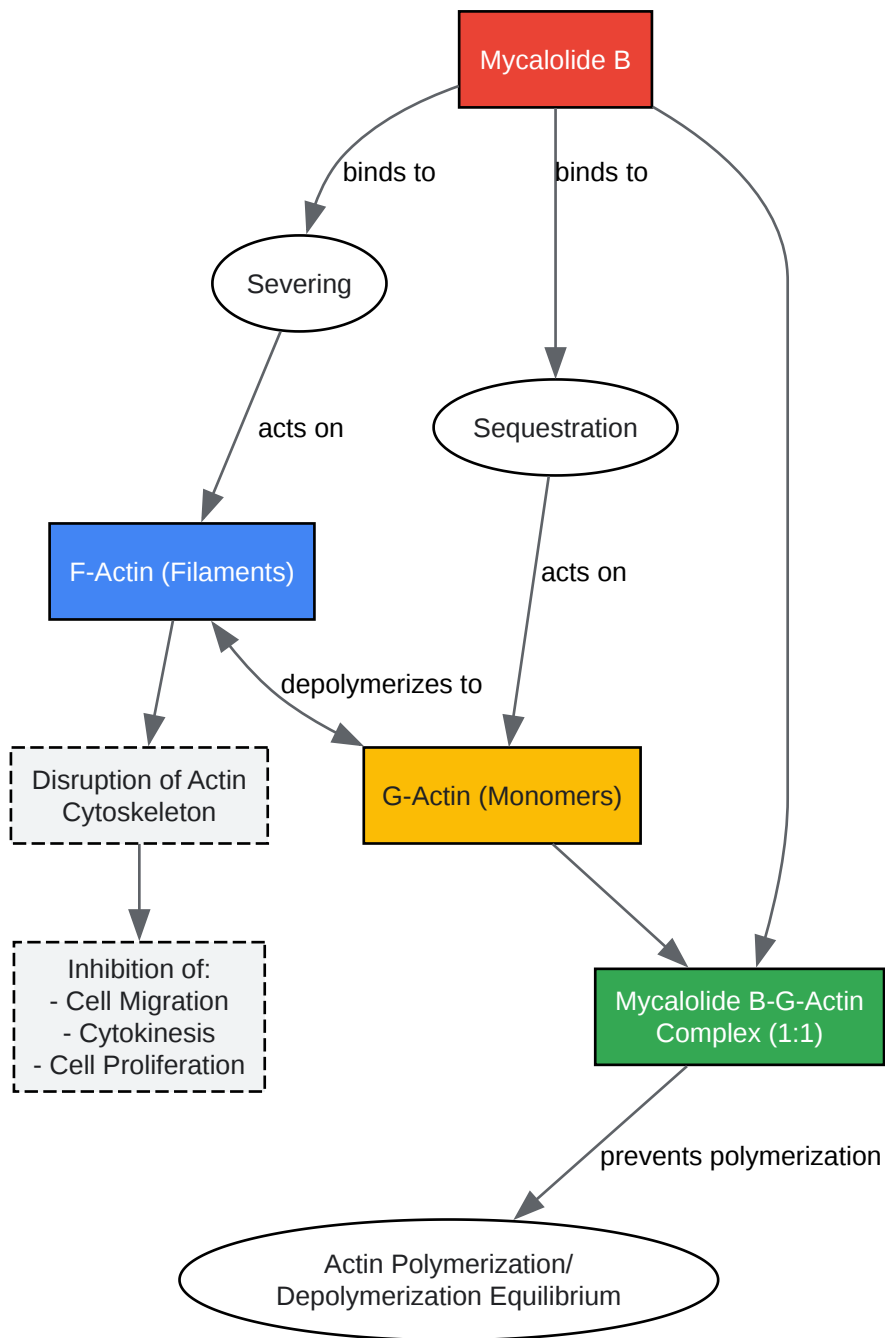 Mycalolide B
binds to
binds to
Severing
acts on
Sequestration
F-Actin (Filaments)
acts on
depolymerizes to
Disruption of Actin
Cytoskeleton
G-Actin (Monomers)
Inhibition of:
- Cell Migration
- Cytokinesis
- Cell Proliferation
Mycalolide B-G-Actin
Complex (1:1)
prevents polymerization
Actin Polymerization/
Depolymerization Equilibrium